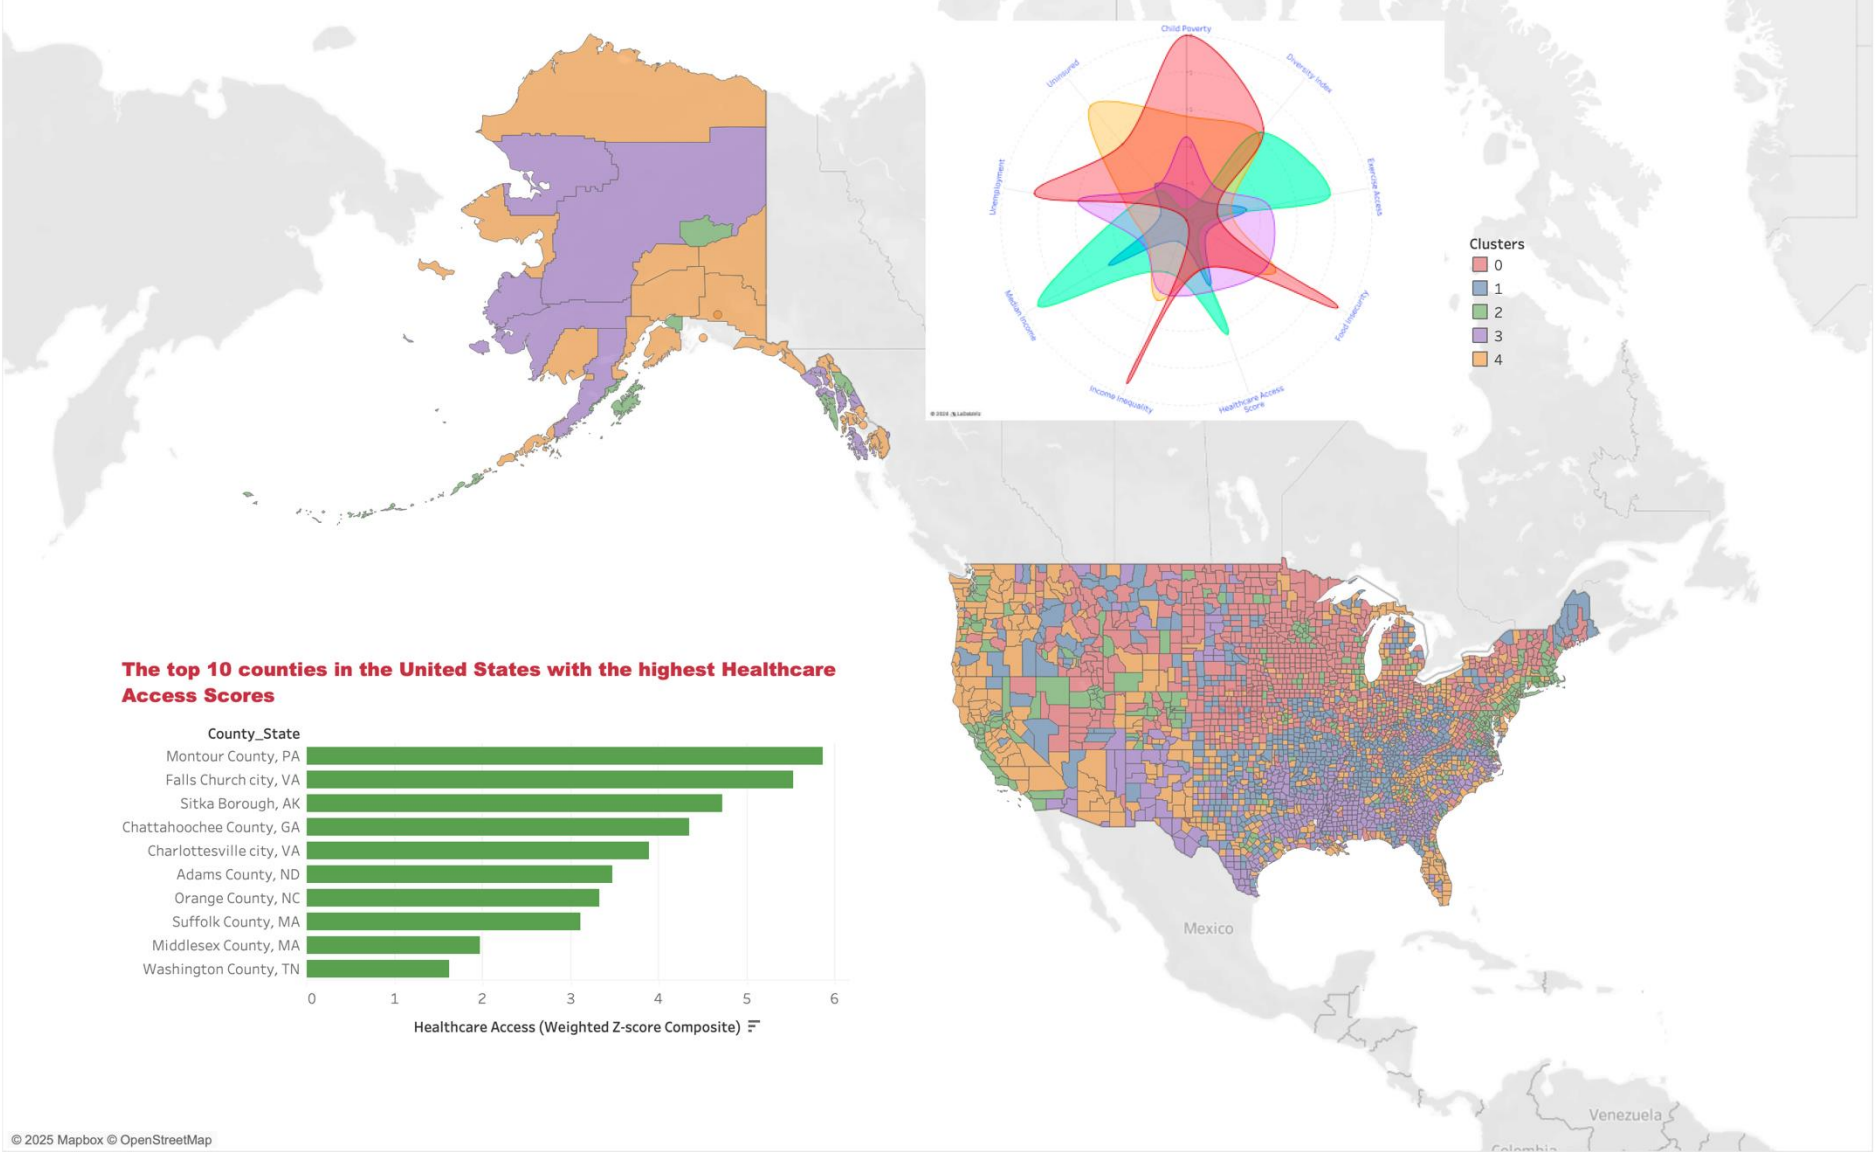 Child Poverty
Diversity Index
Exercise Access
Food Insecurity
Healthcare Access
Score
Income Inequality
Median Income
Unemployment
Uninsured
Clusters
0
1
2
3
4
The top 10 counties in the United States with the highest Healthcare
Access Scores
County_State
Montour County, PA
Falls Church city, VA
Sitka Borough, AK
Chattahoochee County, GA
Charlottesville city, VA
Adams County, ND
Orange County, NC
Suffolk County, MA
Middlesex County, MA
Washington County, TN
0 1 2 3 4 5 6
Healthcare Access (Weighted Z-score Composite)
Mexico
Venezuela
Colombia
© 2025 Mapbox © OpenStreetMap